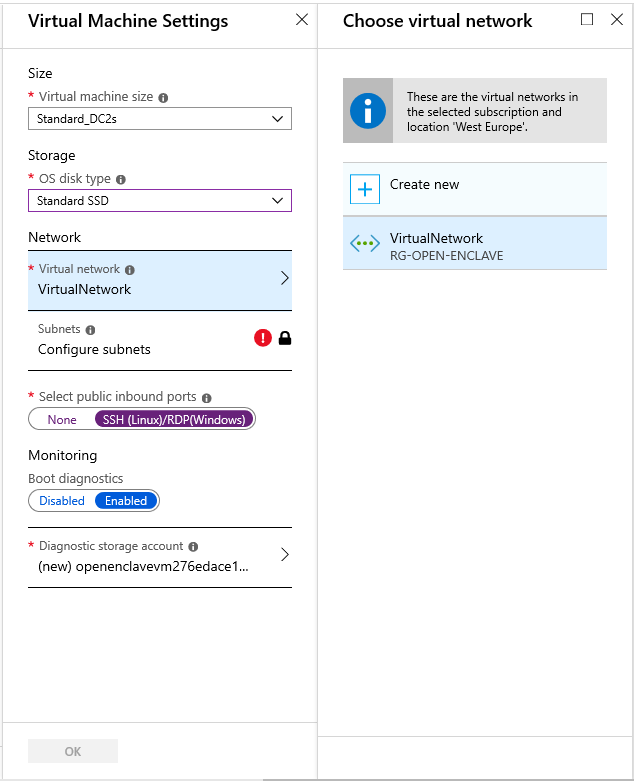 Virtual Machine Settings
Size
* Virtual machine size
Standard_DC2s
Storage
* OS disk type
Standard SSD
Network
* Virtual network
VirtualNetwork
Subnets
Configure subnets
* Select public inbound ports
None
SSH (Linux)/RDP(Windows)
Monitoring
Boot diagnostics
Disabled
Enabled
* Diagnostic storage account
(new) openenclavevm276edace1...
OK
Choose virtual network
These are the virtual networks in
the selected subscription and
location 'West Europe'.
Create new
VirtualNetwork
RG-OPEN-ENCLAVE